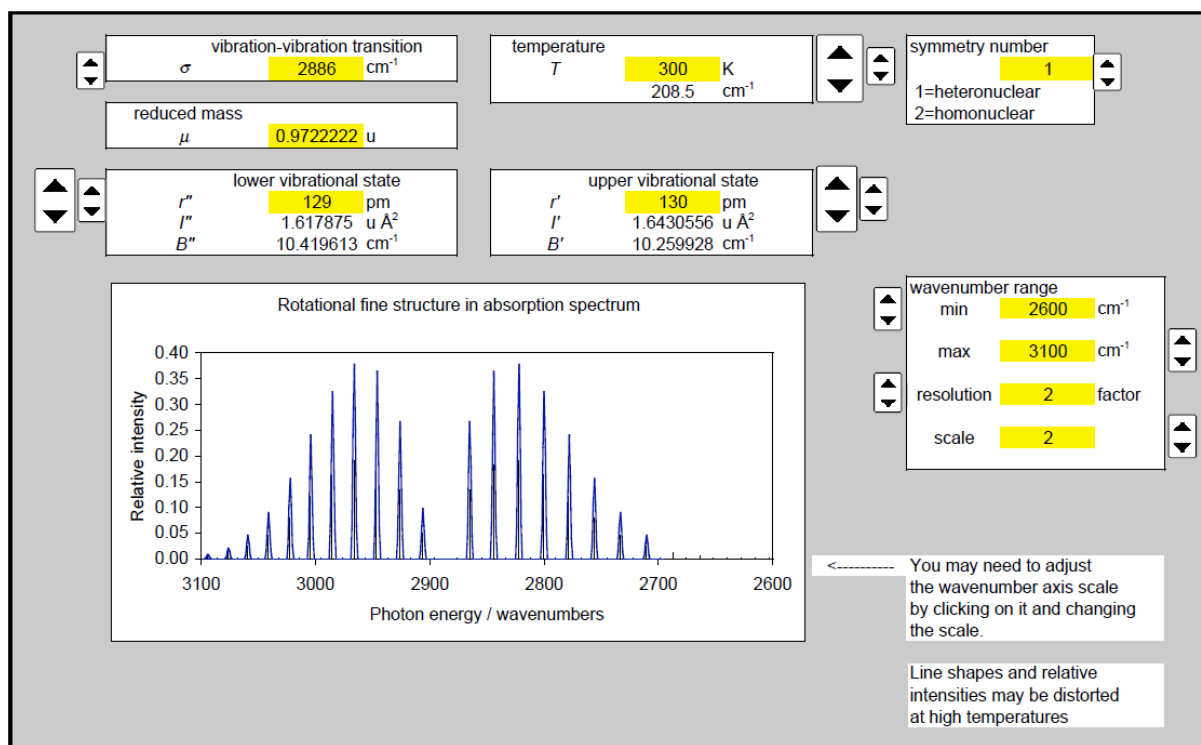 vibration-vibration transition
σ 2886 cm⁻¹
temperature
T 300 K
208.5 cm⁻¹
symmetry number
1
1=heteronuclear
2=homonuclear
reduced mass
μ 0.9722222 u
lower vibrational state
r" 129 pm
I" 1.617875 u Å²
B" 10.419613 cm⁻¹
upper vibrational state
r' 130 pm
I' 1.6430556 u Å²
B' 10.259928 cm⁻¹
wavenumber range
min 2600 cm⁻¹
max 3100 cm⁻¹
resolution 2 factor
scale 2
Rotational fine structure in absorption spectrum
Relative intensity
0.40
0.35
0.30
0.25
0.20
0.15
0.10
0.05
0.00
3100 3000 2900 2800 2700 2600
Photon energy / wavenumbers
<---------- You may need to adjust
the wavenumber axis scale
by clicking on it and changing
the scale.
Line shapes and relative
intensities may be distorted
at high temperatures